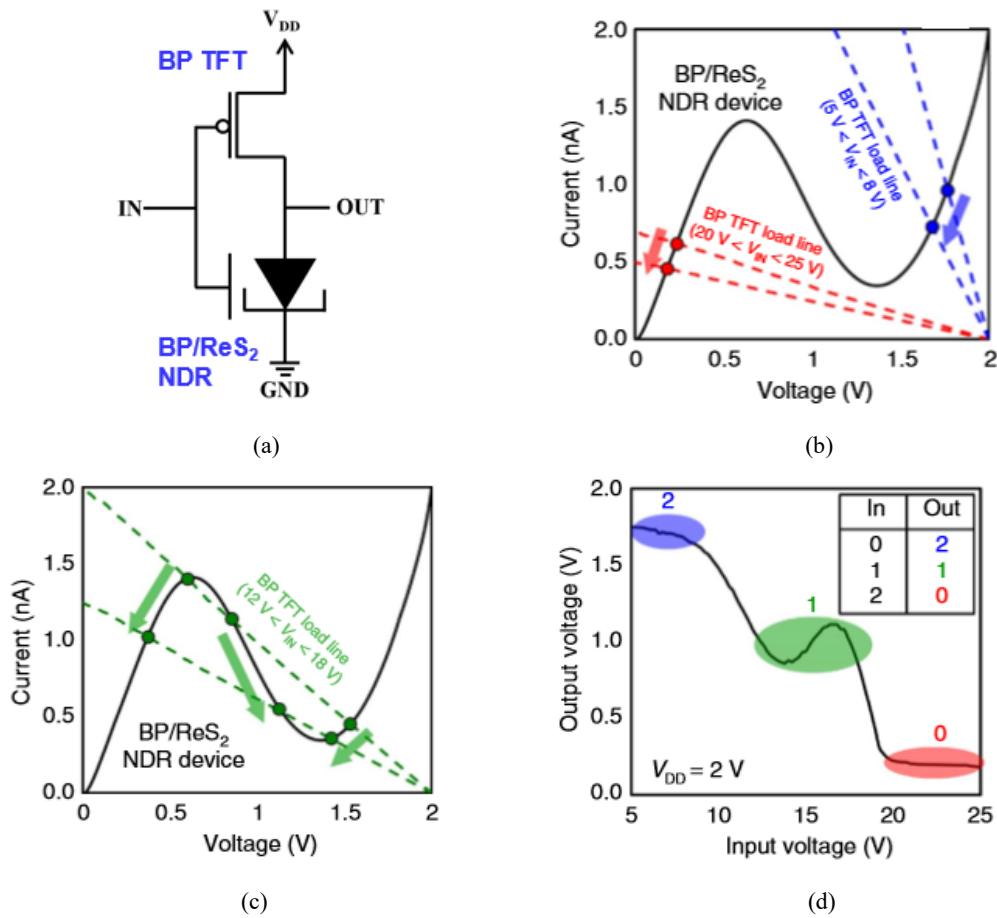 V_DD
BP TFT
IN
OUT
BP/ReS₂
NDR
GND
(a)
2.0
1.5
1.0
0.5
0.0
Current (nA)
BP/ReS₂
NDR device
BP TFT load line
(5 V < V_IN < 8 V)
BP TFT load line
(20 V < V_IN < 25 V)
0
0.5
1
1.5
2
Voltage (V)
(b)
2.0
1.5
1.0
0.5
0.0
Current (nA)
BP TFT load line
(12 V < V_IN < 18 V)
BP/ReS₂
NDR device
0
0.5
1
1.5
2
Voltage (V)
(c)
2.0
1.5
1.0
0.5
0.0
Output voltage (V)
2
1
0
In Out
0 2
1 1
2 0
V_DD = 2 V
5
10
15
20
25
Input voltage (V)
(d)